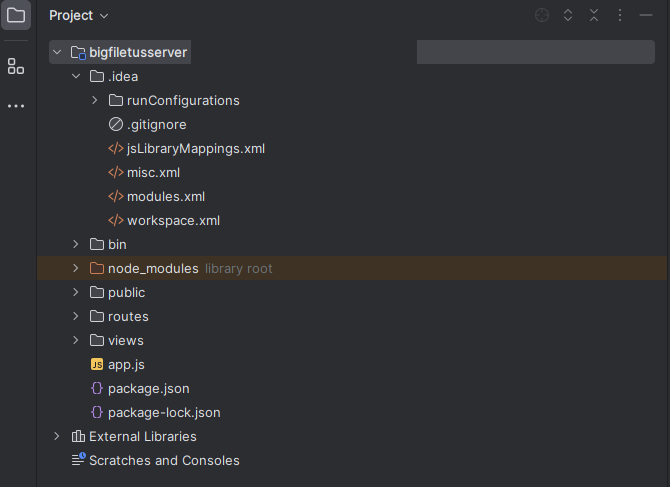 Project
bigfiletusserver
.idea
runConfigurations
.gitignore
jsLibraryMappings.xml
misc.xml
modules.xml
workspace.xml
bin
node_modules library root
public
routes
views
JS app.js
{} package.json
{} package-lock.json
External Libraries
Scratches and Consoles